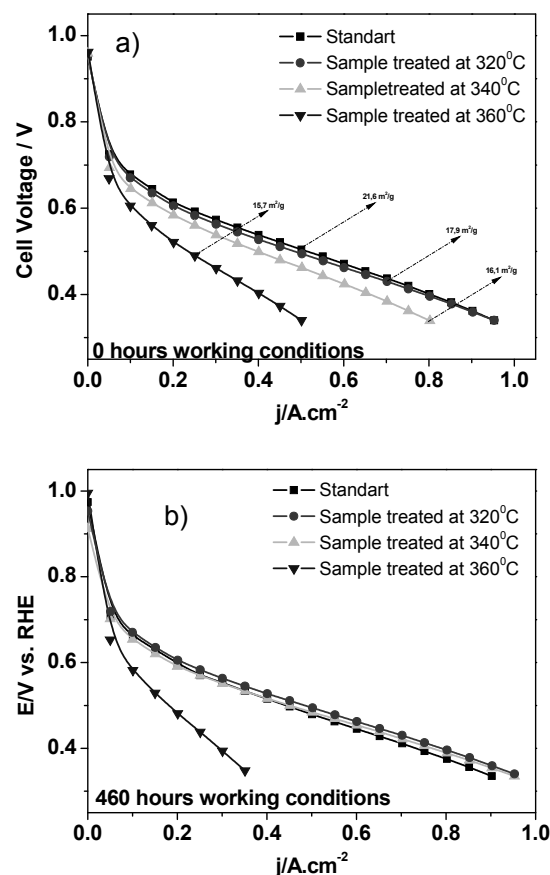 a)
Standart
Sample treated at 320⁰C
Sampletreated at 340⁰C
Sample treated at 360⁰C
1.0
0.8
0.6
0.4
Cell Voltage / V
15,7 m²/g
21,6 m²/g
17,9 m²/g
16,1 m²/g
0 hours working conditions
0.0 0.2 0.4 0.6 0.8 1.0
j/A.cm⁻²
b)
Standart
Sample treated at 320⁰C
Sample treated at 340⁰C
Sample treated at 360⁰C
1.0
0.8
0.6
0.4
E/V vs. RHE
460 hours working conditions
0.0 0.2 0.4 0.6 0.8 1.0
j/A.cm⁻²